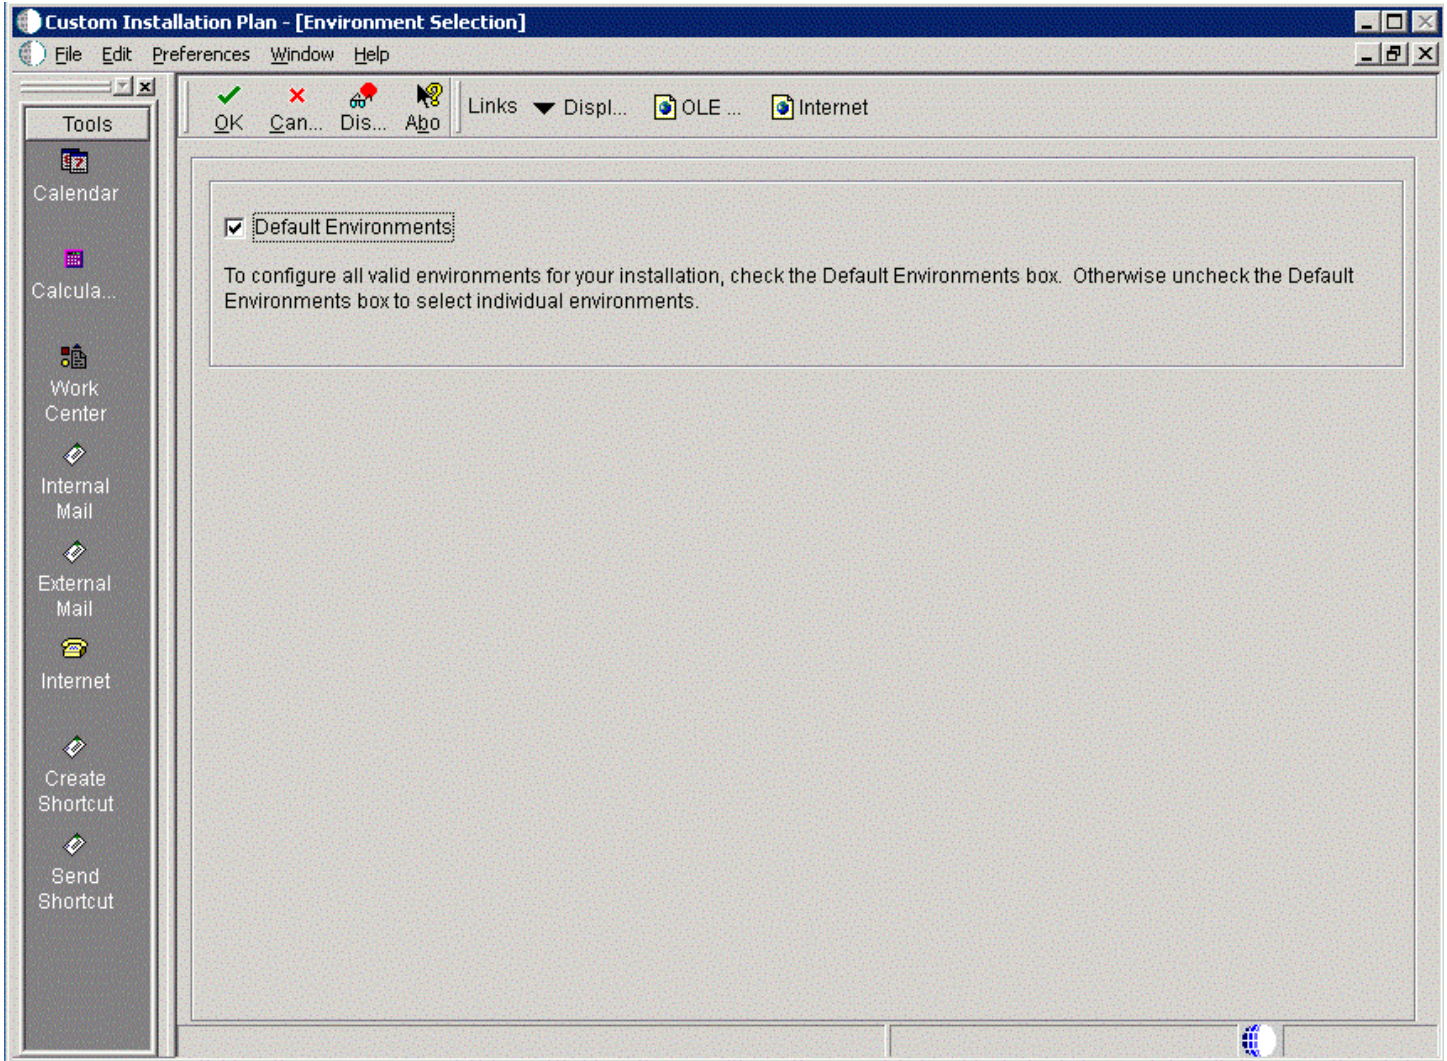 Custom Installation Plan - [Environment Selection]
File Edit Preferences Window Help
Tools
Calendar
Calcula...
Work
Center
Internal
Mail
External
Mail
Internet
Create
Shortcut
Send
Shortcut
OK Can... Dis... Abo Links Displ... OLE ... Internet
Default Environments
To configure all valid environments for your installation, check the Default Environments box. Otherwise uncheck the Default
Environments box to select individual environments.